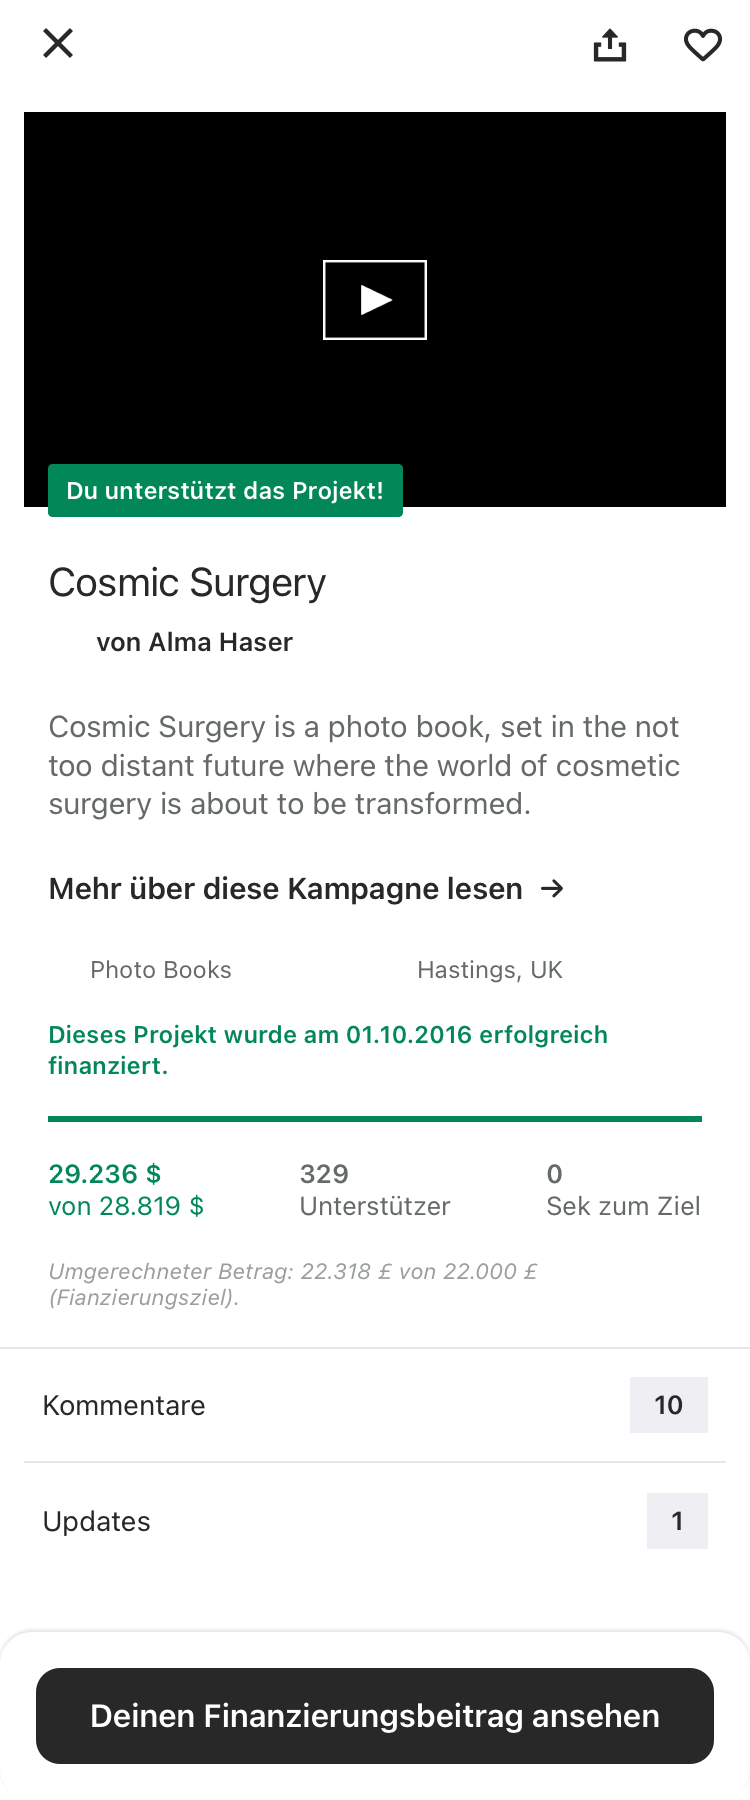 Du unterstützt das Projekt!
Cosmic Surgery
von Alma Haser
Cosmic Surgery is a photo book, set in the not
too distant future where the world of cosmetic
surgery is about to be transformed.
Mehr über diese Kampagne lesen →
Photo Books
Hastings, UK
Dieses Projekt wurde am 01.10.2016 erfolgreich
finanziert.
29.236 $
von 28.819 $
329
Unterstützer
0
Sek zum Ziel
Umgerechneter Betrag: 22.318 £ von 22.000 £
(Fianzierungsziel).
Kommentare
10
Updates
1
Deinen Finanzierungsbeitrag ansehen